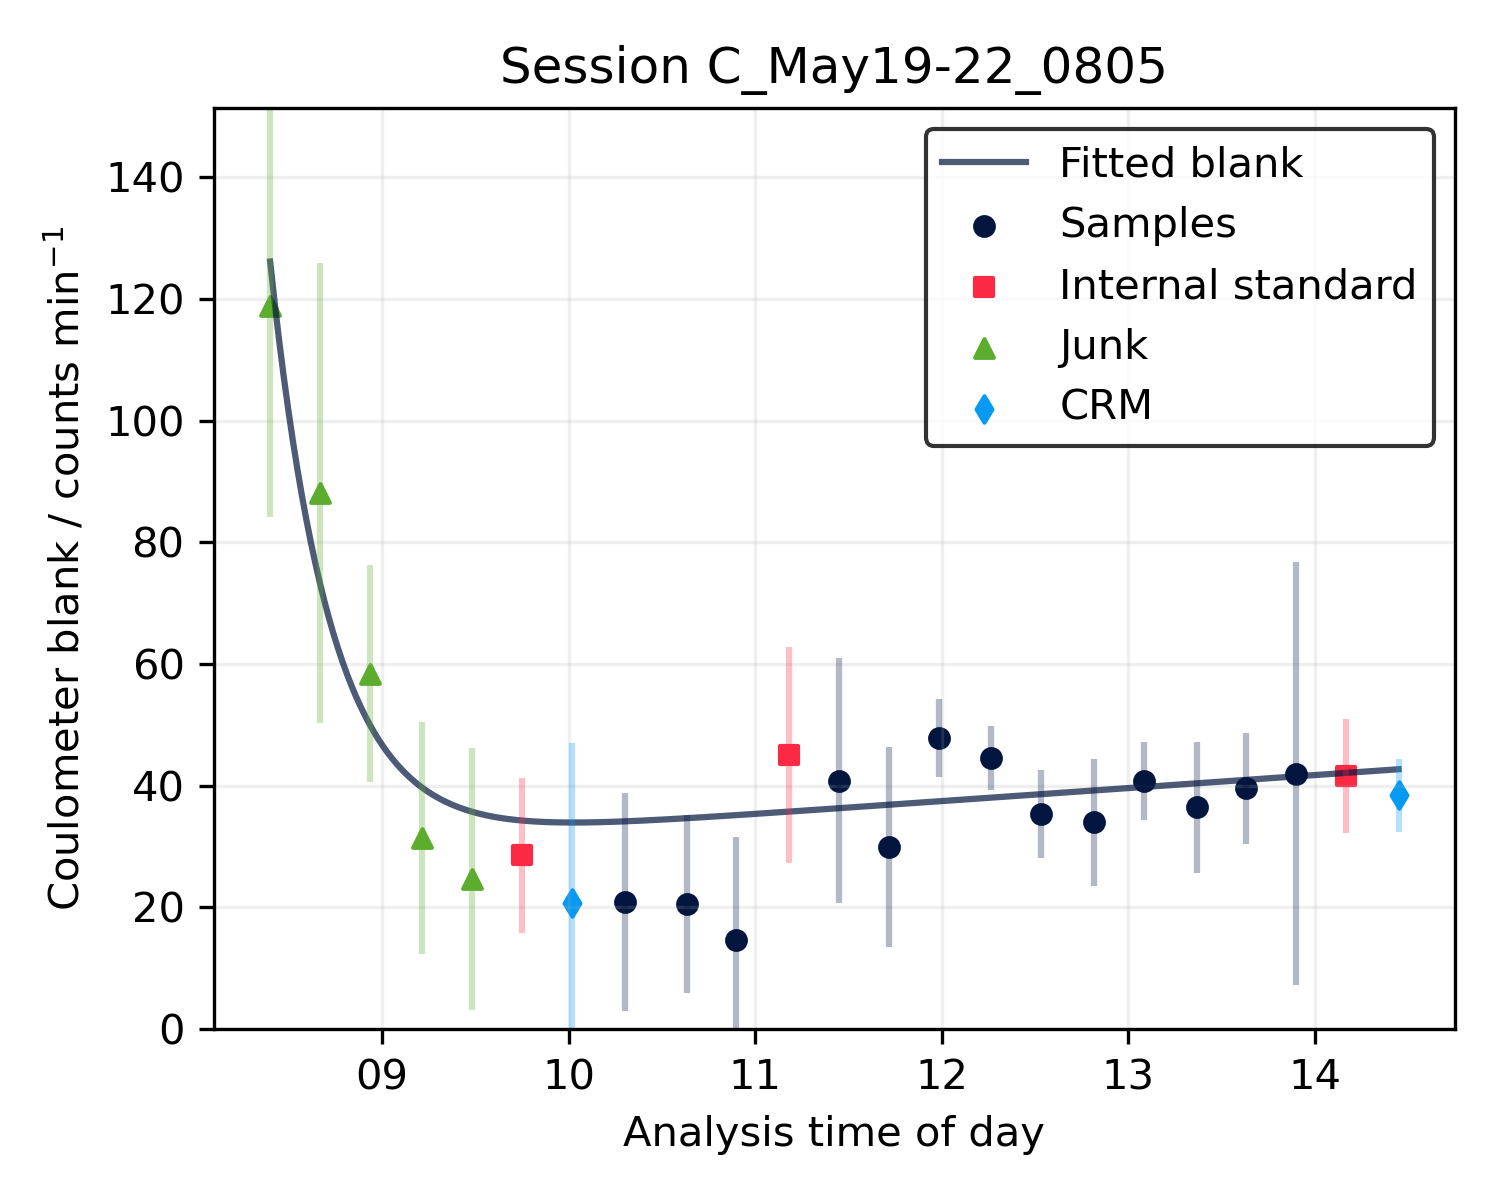 Session C_May19-22_0805
Fitted blank
Samples
Internal standard
Junk
CRM
Coulometer blank / counts min⁻¹
140
120
100
80
60
40
20
0
09 10 11 12 13 14
Analysis time of day